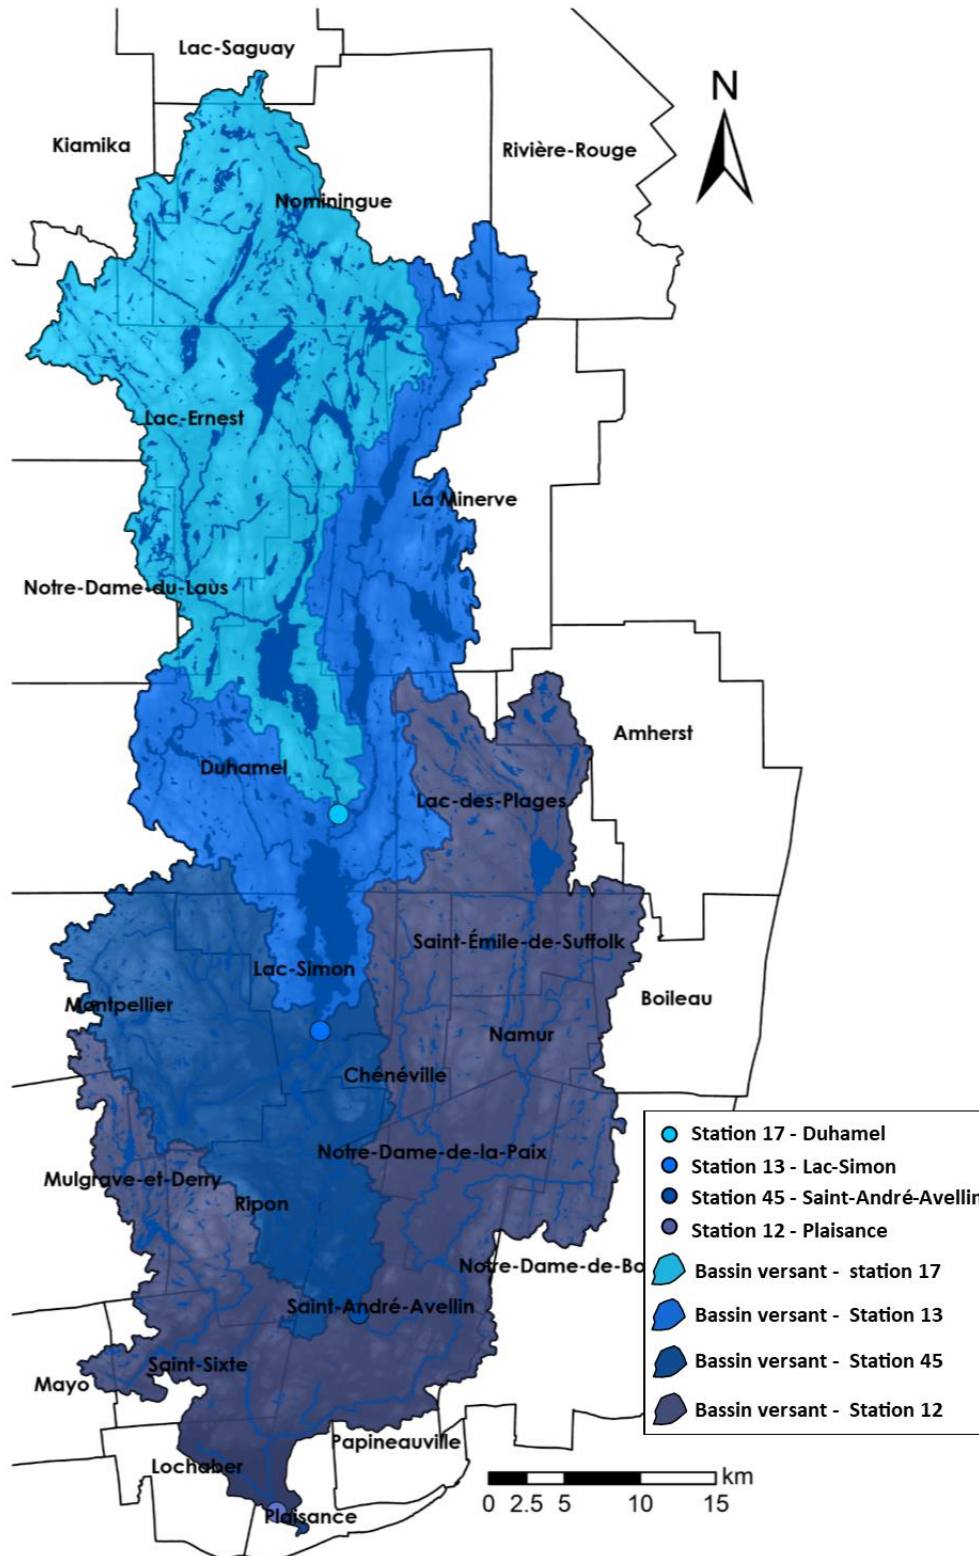 Lac-Saguay
N
Kiamika
Rivière-Rouge
Nominingue
Lac-Ernest
La Minerve
Notre-Dame-du-Laus
Amherst
Duhamel
Lac-des-Plages
Saint-Émile-de-Suffolk
Lac-Simon
Montpellier
Boileau
Namur
Chénéville
Notre-Dame-de-la-Paix
Mulgrave-et-Derry
Ripon
Notre-Dame-de-Bo
Saint-André-Avellin
Saint-Sixte
Mayo
Papineauville
Lochaber
Plaisance
Station 17 - Duhamel
Station 13 - Lac-Simon
Station 45 - Saint-André-Avellin
Station 12 - Plaisance
Bassin versant - station 17
Bassin versant - Station 13
Bassin versant - Station 45
Bassin versant - Station 12
km
0 2.5 5 10 15